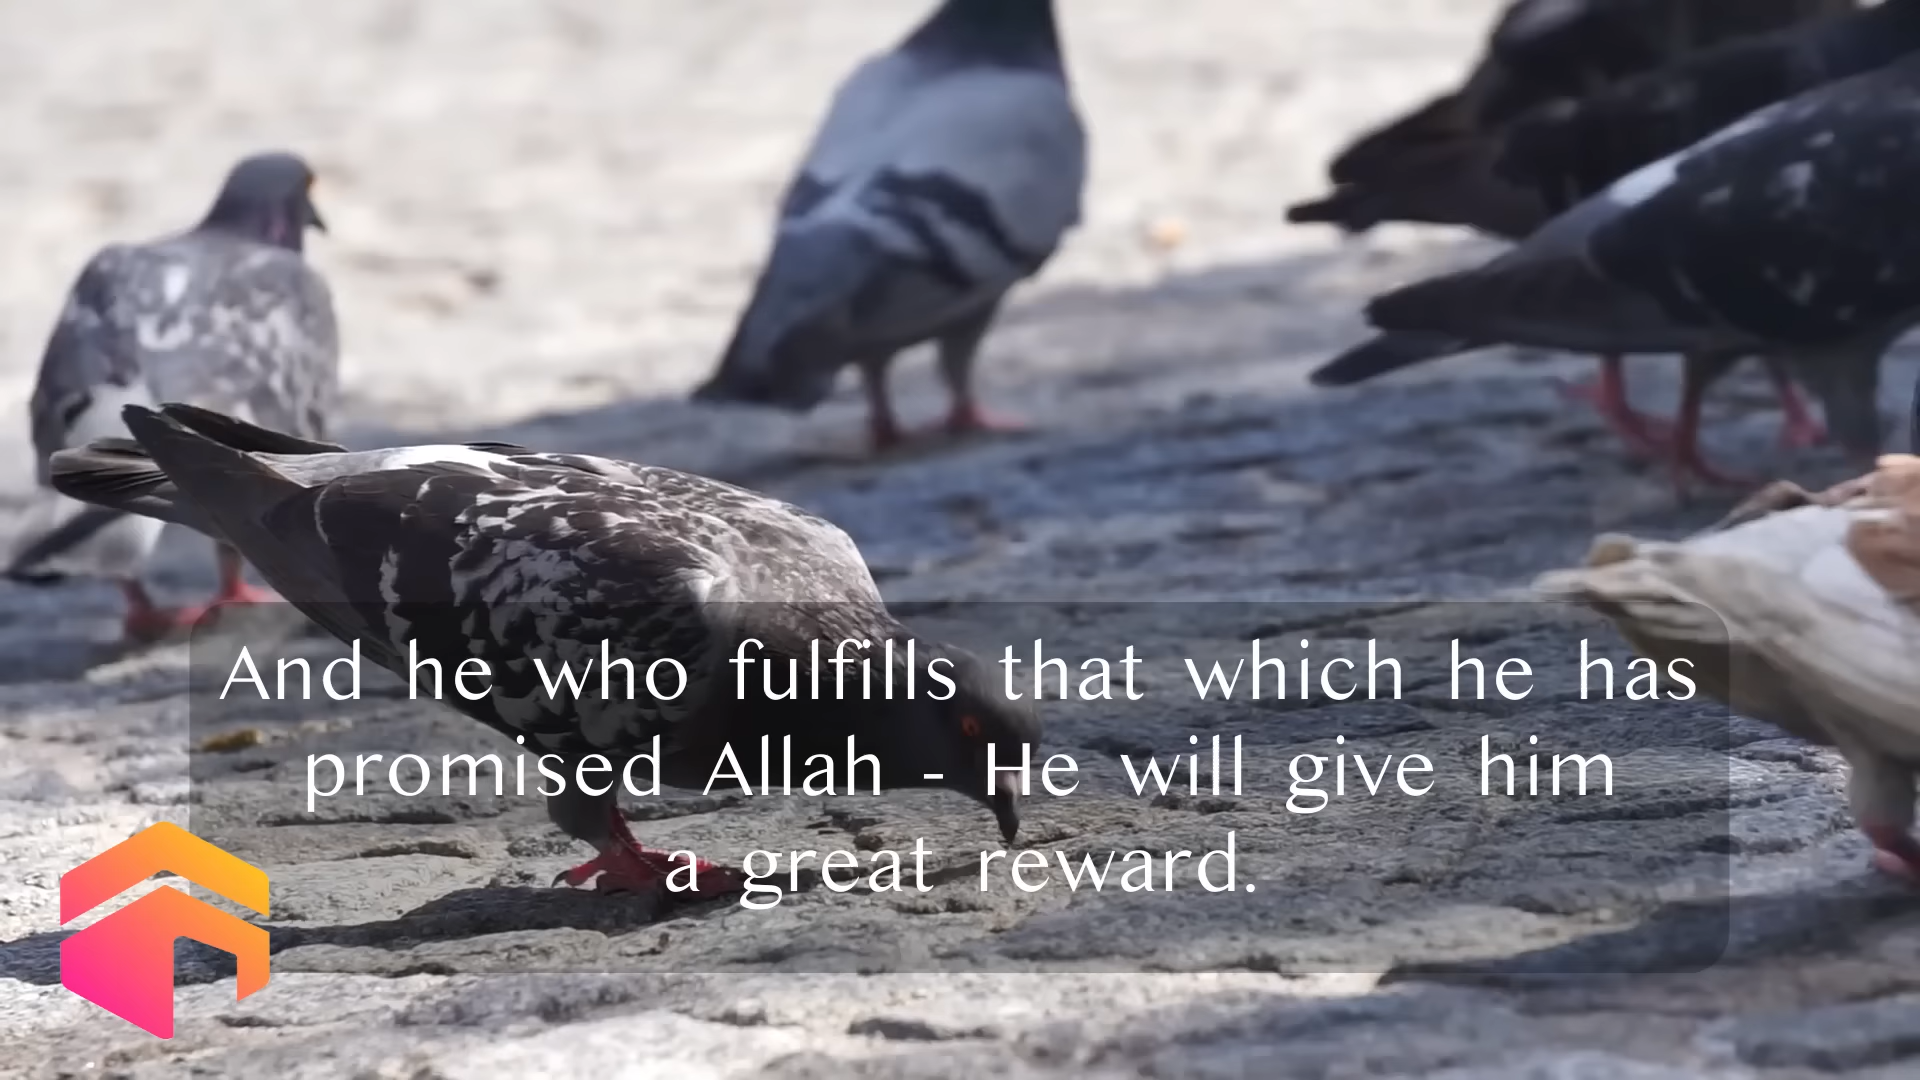 And he who fulfills that which he has
promised Allah - He will give him
a great reward.